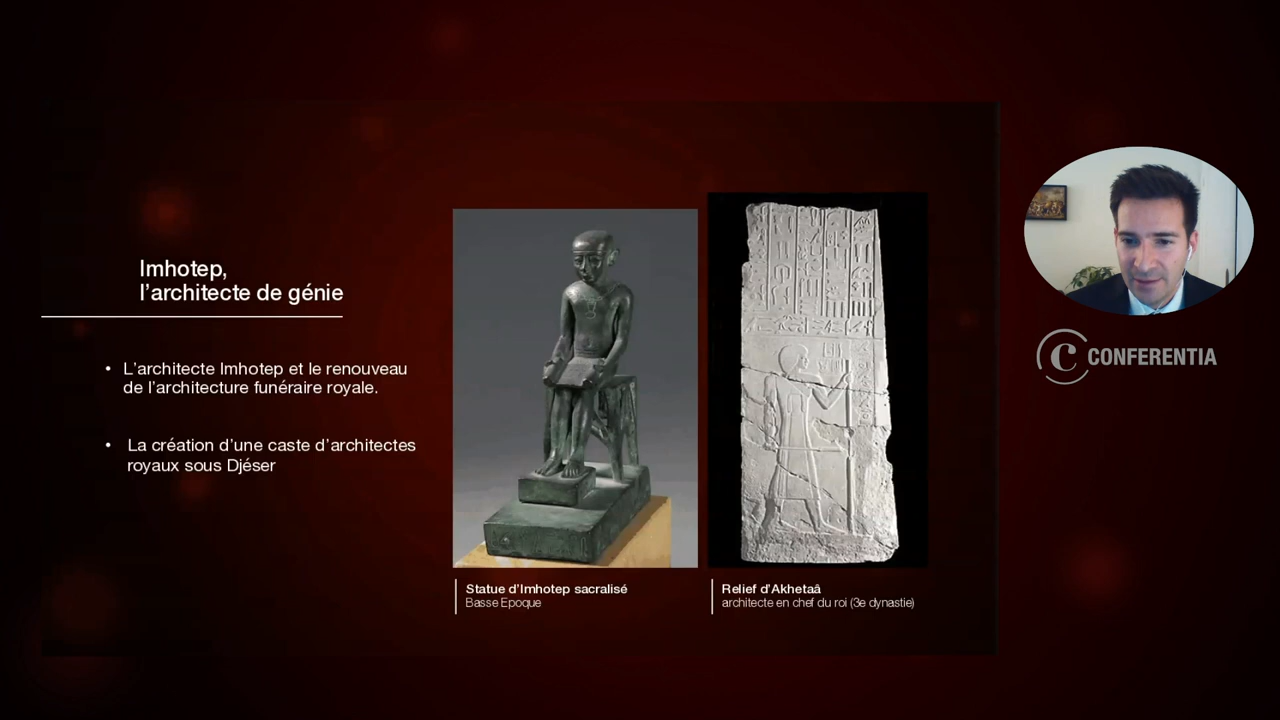 Imhotep,
l'architecte de génie
• L'architecte Imhotep et le renouveau
de l'architecture funéraire royale.
• La création d'une caste d'architectes
royaux sous Djéser
Statue d'Imhotep sacralisé
Basse Epoque
Relief d'Akhetaâ
architecte en chef du roi (3e dynastie)
C CONFERENTIA